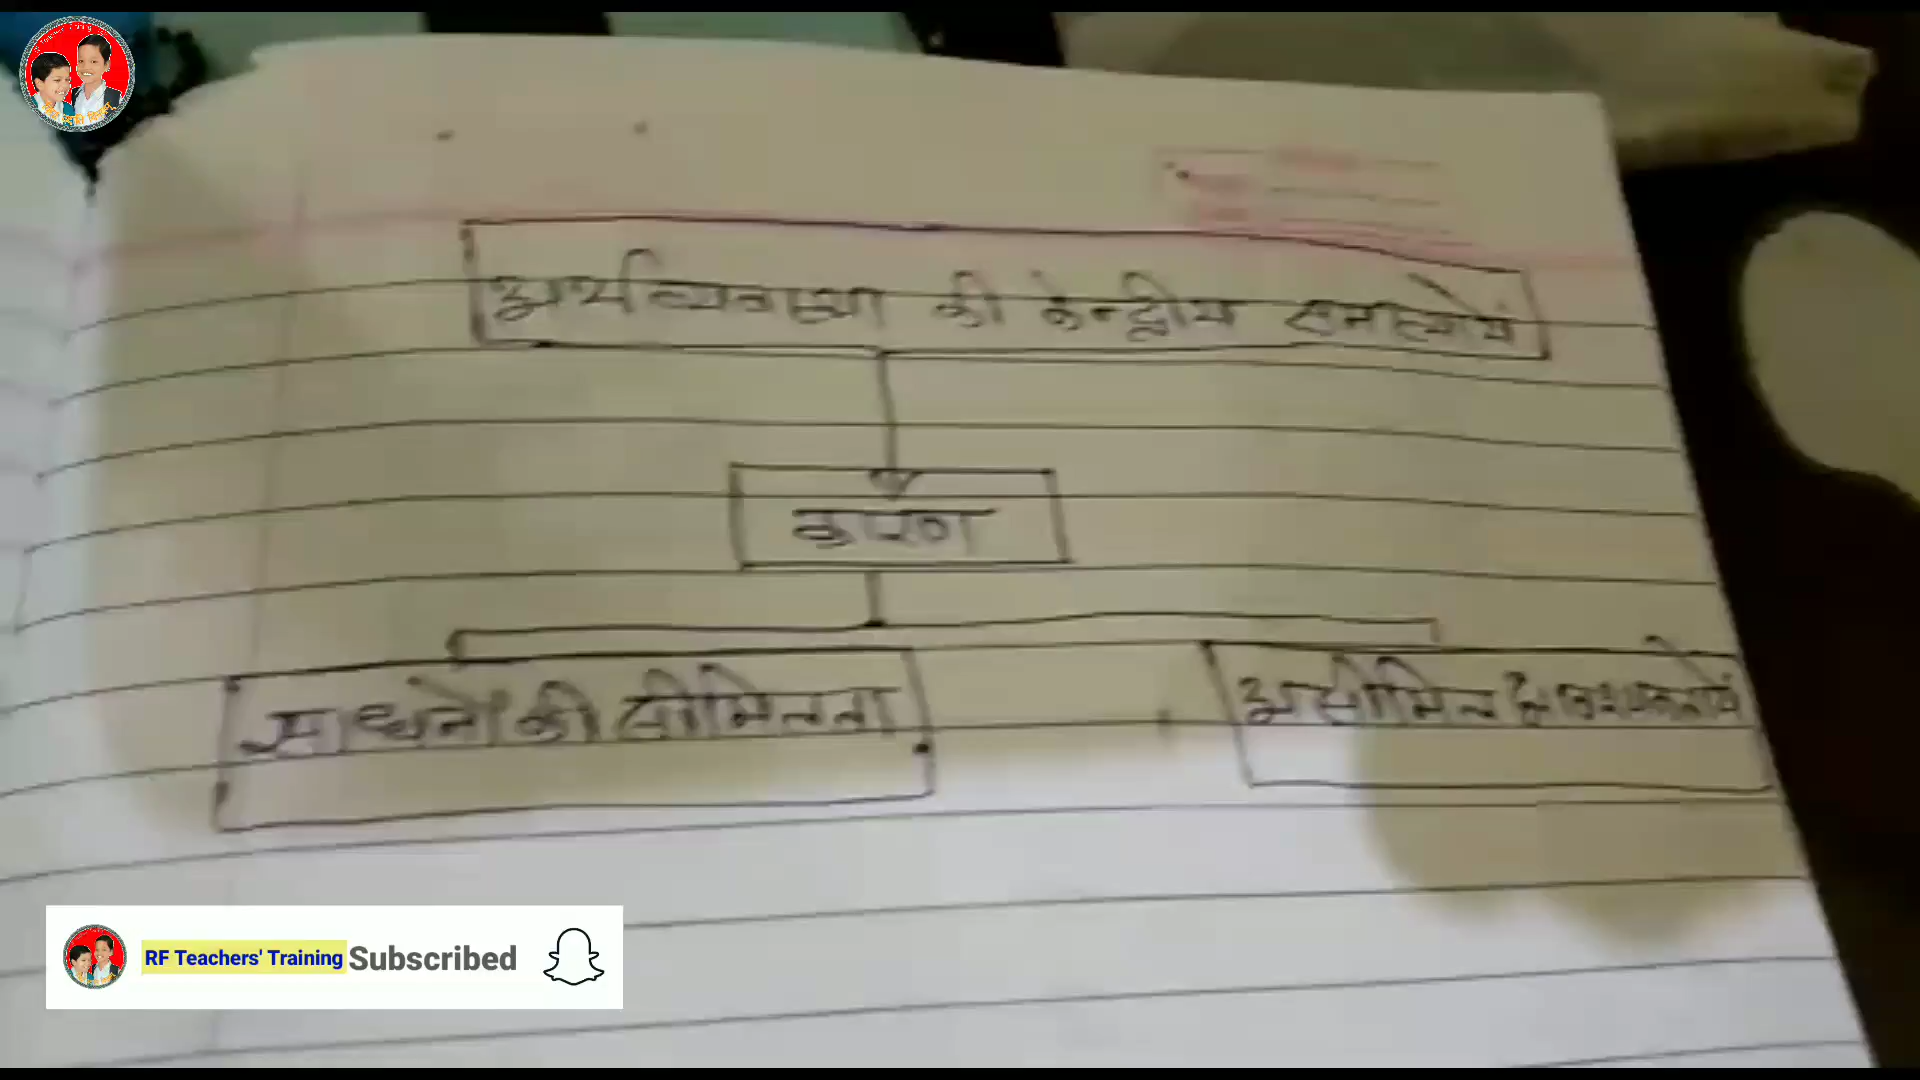 अर्थव्यवस्था की केन्द्रीय समस्यायें
कारण
साधनों की सीमितता
असीमित आवश्यकतायें
RF Teachers' Training Subscribed